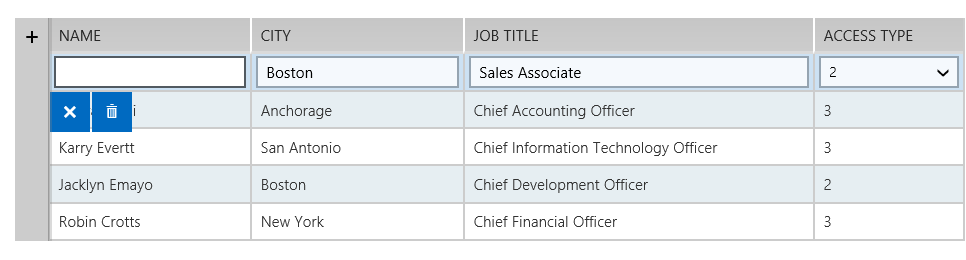 + NAME CITY JOB TITLE ACCESS TYPE
Boston Sales Associate 2
Anchorage Chief Accounting Officer 3
Karry Evertt San Antonio Chief Information Technology Officer 3
Jacklyn Emayo Boston Chief Development Officer 2
Robin Crotts New York Chief Financial Officer 3